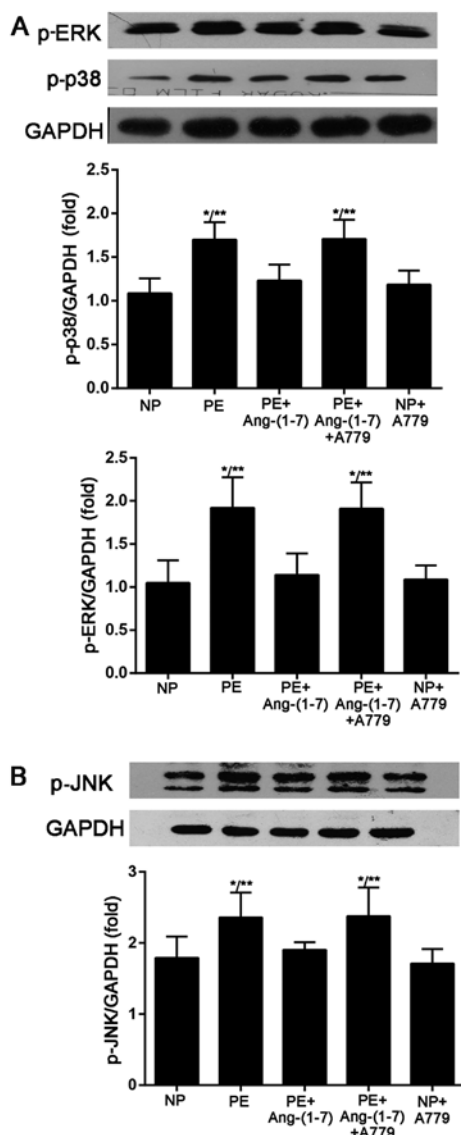 A
p-ERK
p-p38
GAPDH
p-p38/GAPDH (fold)
2.0
1.5
1.0
0.5
0.0
*/**
*/**
NP
PE
PE+
Ang-(1-7)
PE+
Ang-(1-7)
+A779
NP+
A779
p-ERK/GAPDH (fold)
2.5
2.0
1.5
1.0
0.5
0.0
*/**
*/**
NP
PE
PE+
Ang-(1-7)
PE+
Ang-(1-7)
+A779
NP+
A779
B
p-JNK
GAPDH
p-JNK/GAPDH (fold)
3
2
1
0
*/**
*/**
NP
PE
PE+
Ang-(1-7)
PE+
Ang-(1-7)
+A779
NP+
A779